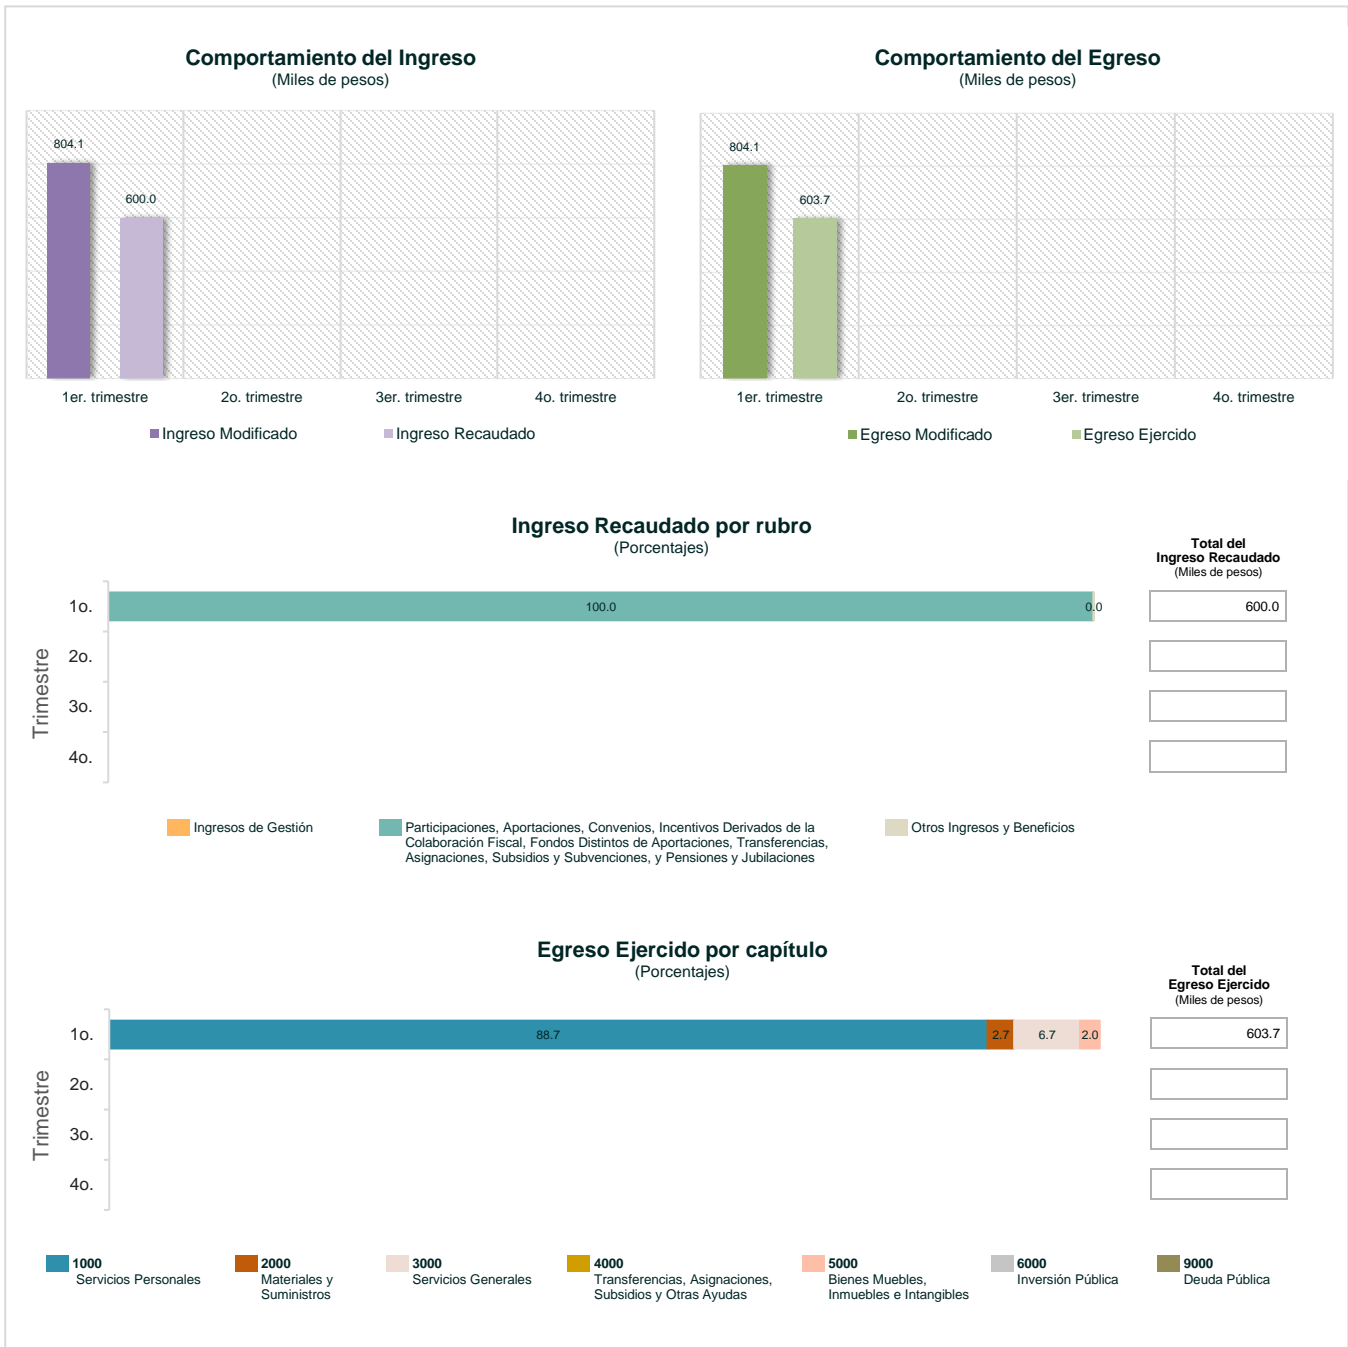 Comportamiento del Ingreso
(Miles de pesos)
804.1
600.0
1er. trimestre 2o. trimestre 3er. trimestre 4o. trimestre
Ingreso Modificado Ingreso Recaudado
Comportamiento del Egreso
(Miles de pesos)
804.1
603.7
1er. trimestre 2o. trimestre 3er. trimestre 4o. trimestre
Egreso Modificado Egreso Ejercido
Ingreso Recaudado por rubro
(Porcentajes)
Total del
Ingreso Recaudado
(Miles de pesos)
Trimestre
1o. 100.0 0.0 600.0
2o.
3o.
4o.
Ingresos de Gestión
Participaciones, Aportaciones, Convenios, Incentivos Derivados de la
Colaboración Fiscal, Fondos Distintos de Aportaciones, Transferencias,
Asignaciones, Subsidios y Subvenciones, y Pensiones y Jubilaciones
Otros Ingresos y Beneficios
Egreso Ejercido por capítulo
(Porcentajes)
Total del
Egreso Ejercido
(Miles de pesos)
Trimestre
1o. 88.7 2.7 6.7 2.0 603.7
2o.
3o.
4o.
1000
Servicios Personales
2000
Materiales y
Suministros
3000
Servicios Generales
4000
Transferencias, Asignaciones,
Subsidios y Otras Ayudas
5000
Bienes Muebles,
Inmuebles e Intangibles
6000
Inversión Pública
9000
Deuda Pública